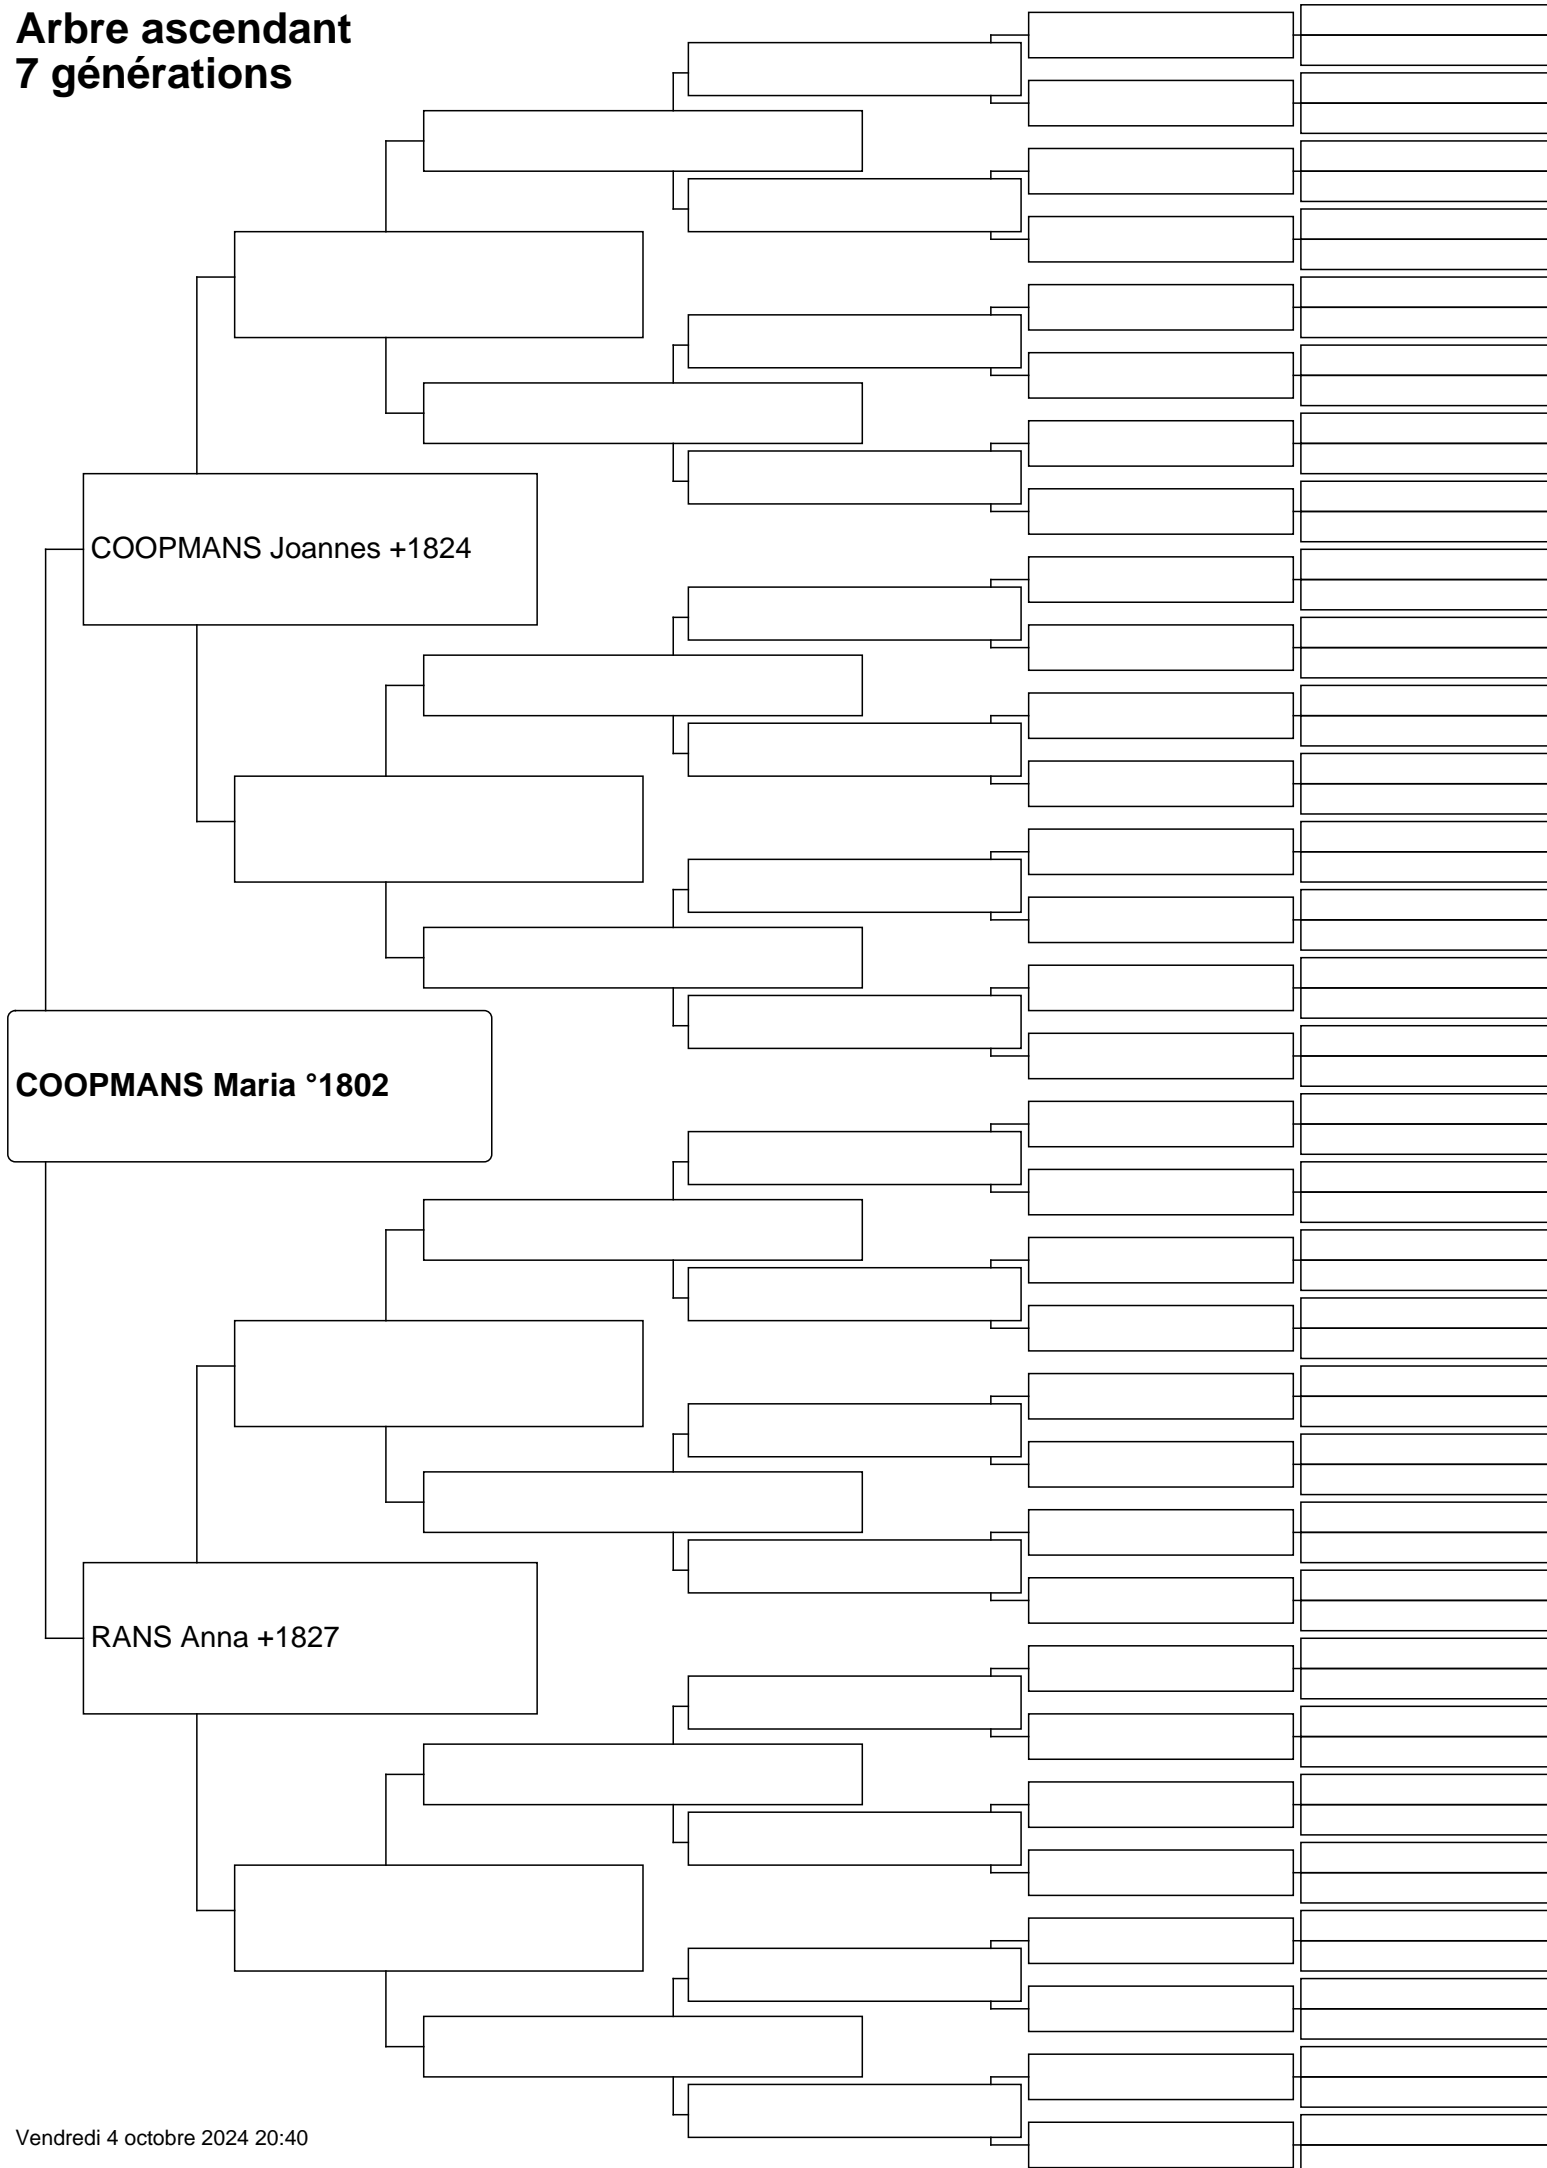 Arbre ascendant
7 générations
COOPMANS Joannes +1824
COOPMANS Maria °1802
RANS Anna +1827
Vendredi 4 octobre 2024 20:40